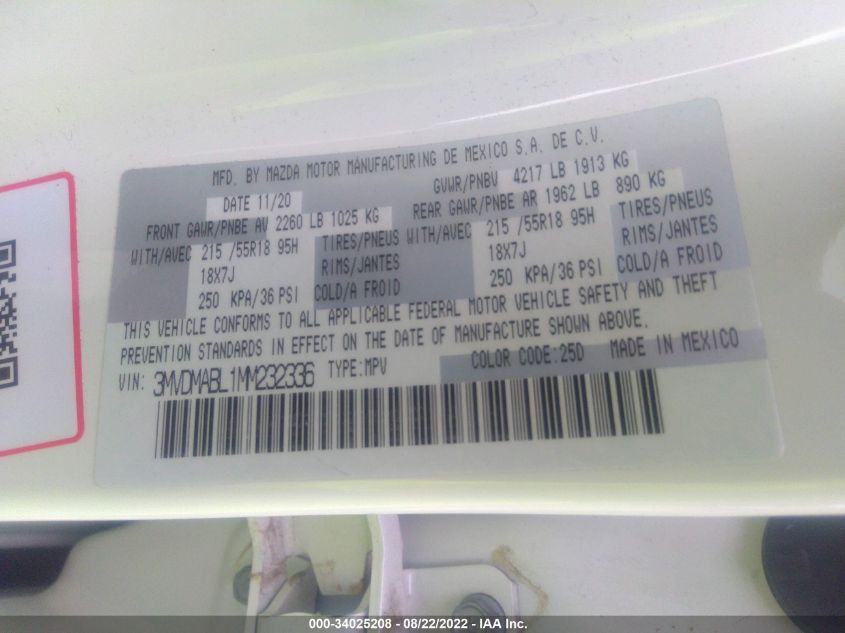 MFD. BY MAZDA MOTOR MANUFACTURING DE MEXICO S.A. DE C.V.
DATE 11/20 GVWR/PNBV 4217 LB 1913 KG
FRONT GAWR/PNBE AV 2260 LB 1025 KG REAR GAWR/PNBE AR 1962 LB 890 KG
WITH/AVEC 215 /55R18 95H TIRES/PNEUS WITH/AVEC 215 /55R18 95H TIRES/PNEUS
18X7J RIMS/JANTES 18X7J RIMS/JANTES
250 KPA/36 PSI COLD/A FROID 250 KPA/36 PSI COLD/A FROID
THIS VEHICLE CONFORMS TO ALL APPLICABLE FEDERAL MOTOR VEHICLE SAFETY AND THEFT
PREVENTION STANDARDS IN EFFECT ON THE DATE OF MANUFACTURE SHOWN ABOVE.
VIN: 3MVDMABL1MM232336 TYPE:MPV COLOR CODE:25D MADE IN MEXICO
000-34025208 - 08/22/2022 - IAA Inc.